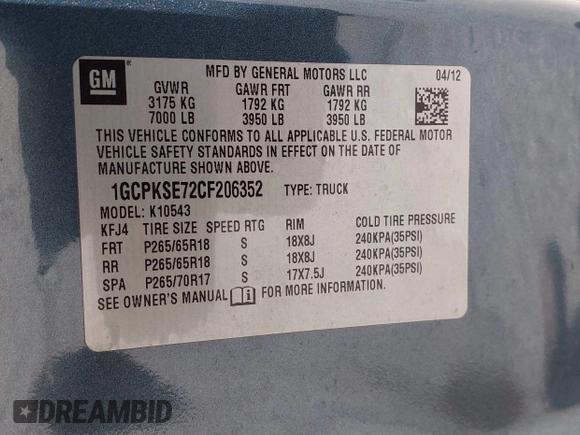 GM
MFD BY GENERAL MOTORS LLC 04/12
GVWR GAWR FRT GAWR RR
3175 KG 1792 KG 1792 KG
7000 LB 3950 LB 3950 LB
THIS VEHICLE CONFORMS TO ALL APPLICABLE U.S. FEDERAL MOTOR
VEHICLE SAFETY STANDARDS IN EFFECT ON THE DATE OF
MANUFACTURE SHOWN ABOVE.
1GCPKSE72CF206352 TYPE: TRUCK
MODEL: K10543
KFJ4 TIRE SIZE SPEED RTG RIM COLD TIRE PRESSURE
FRT P265/65R18 S 18X8J 240KPA(35PSI)
RR P265/65R18 S 18X8J 240KPA(35PSI)
SPA P265/70R17 S 17X7.5J 240KPA(35PSI)
SEE OWNER'S MANUAL FOR MORE INFORMATION.
DREAMBID